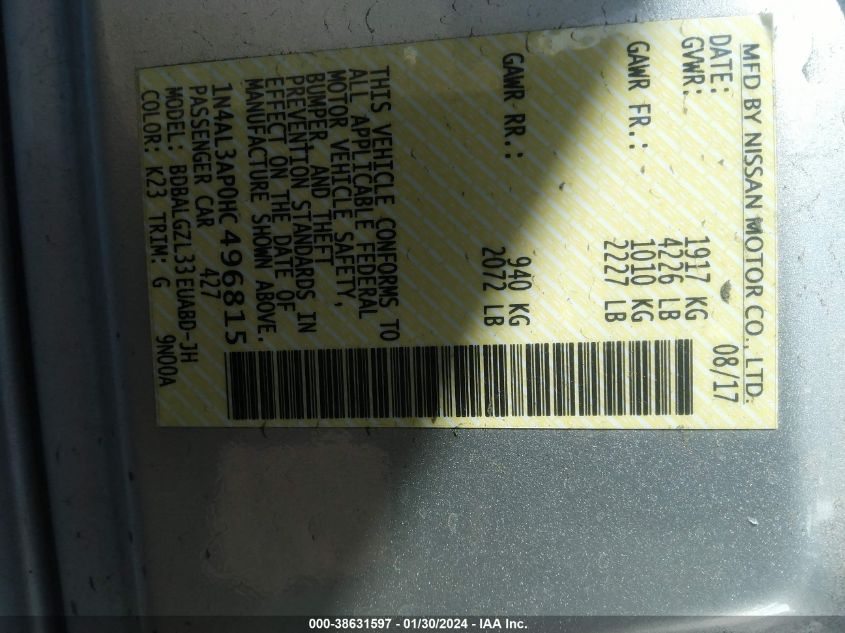 MFD BY NISSAN MOTOR CO., LTD.
DATE: 08/17
GVWR: 1917 KG
4226 LB
GAWR FR.: 1010 KG
2227 LB
GAWR RR.: 940 KG
2072 LB
THIS VEHICLE CONFORMS TO
ALL APPLICABLE FEDERAL
MOTOR VEHICLE SAFETY,
BUMPER, AND THEFT
PREVENTION STANDARDS IN
EFFECT ON THE DATE OF
MANUFACTURE SHOWN ABOVE.
1N4AL3AP0HC496815
PASSENGER CAR 427
MODEL: BDBALGZL33EUABD-JH
COLOR: K23 TRIM: G 9N00A
000-38631597 - 01/30/2024 - IAA Inc.